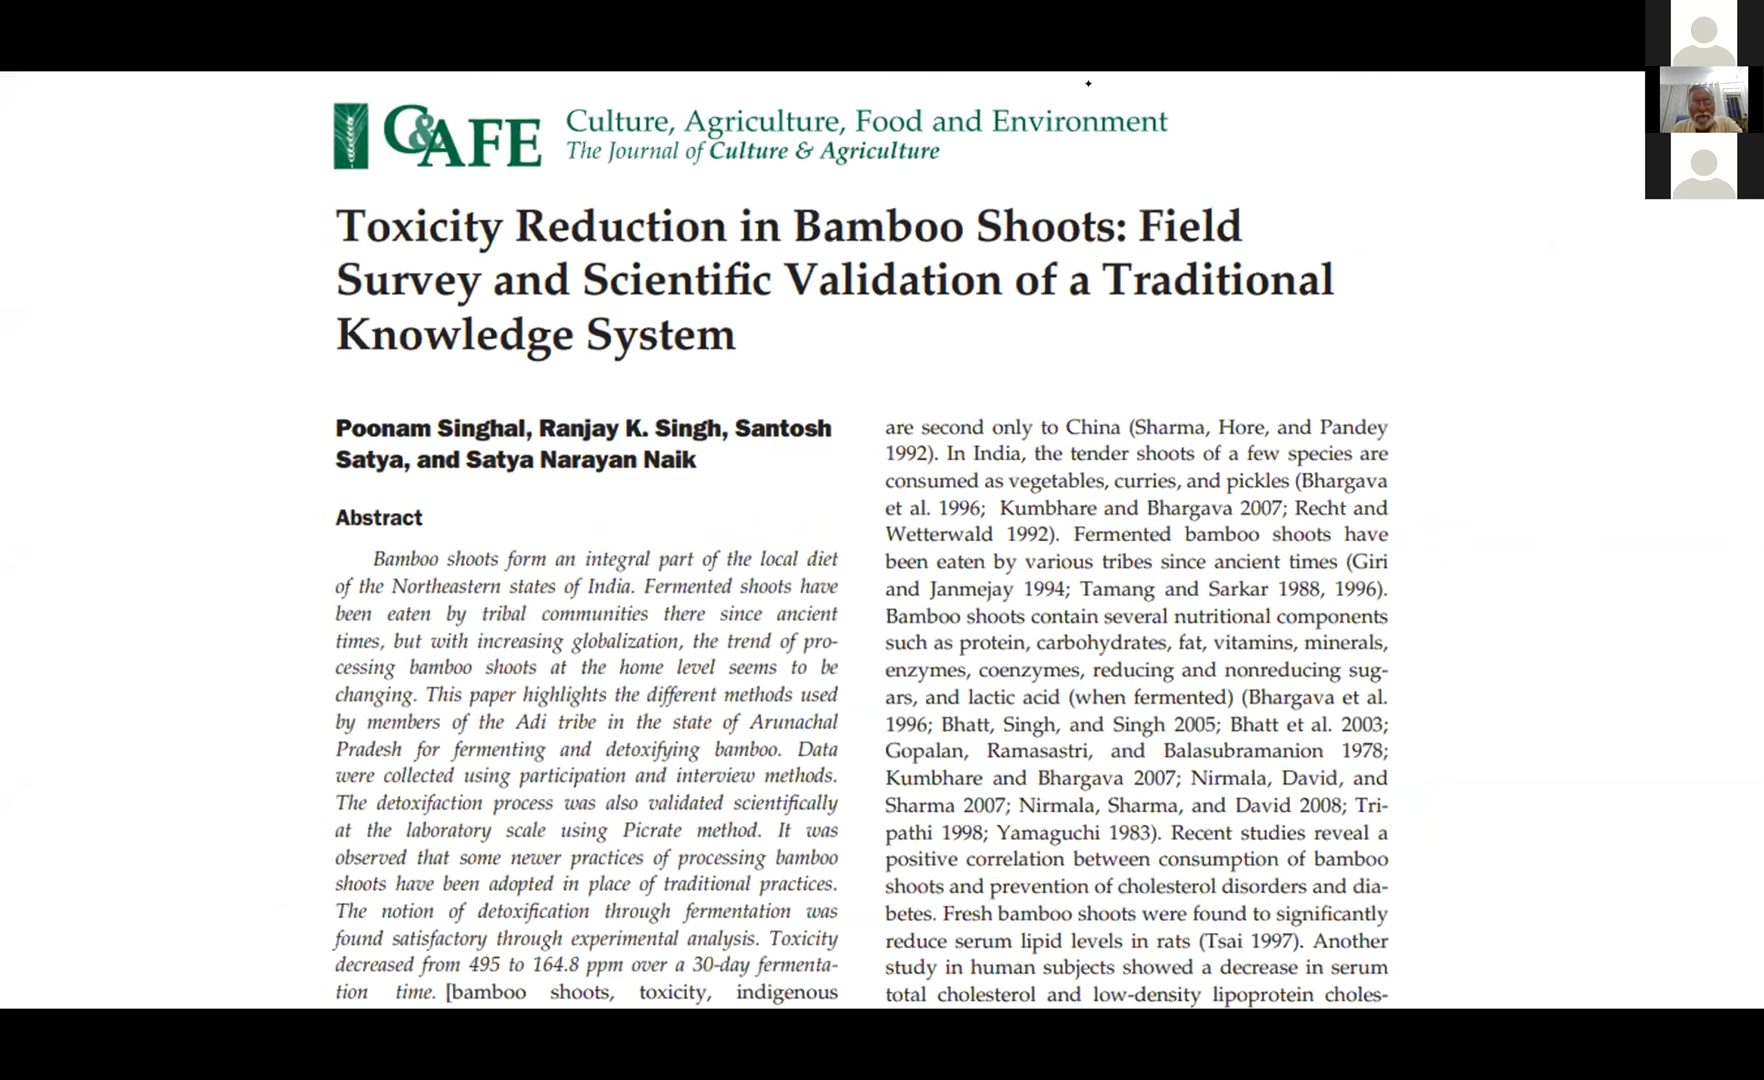 C&AFE
Culture, Agriculture, Food and Environment
The Journal of Culture & Agriculture
Toxicity Reduction in Bamboo Shoots: Field
Survey and Scientific Validation of a Traditional
Knowledge System
Poonam Singhal, Ranjay K. Singh, Santosh
Satya, and Satya Narayan Naik
Abstract
Bamboo shoots form an integral part of the local diet
of the Northeastern states of India. Fermented shoots have
been eaten by tribal communities there since ancient
times, but with increasing globalization, the trend of pro-
cessing bamboo shoots at the home level seems to be
changing. This paper highlights the different methods used
by members of the Adi tribe in the state of Arunachal
Pradesh for fermenting and detoxifying bamboo. Data
were collected using participation and interview methods.
The detoxifaction process was also validated scientifically
at the laboratory scale using Picrate method. It was
observed that some newer practices of processing bamboo
shoots have been adopted in place of traditional practices.
The notion of detoxification through fermentation was
found satisfactory through experimental analysis. Toxicity
decreased from 495 to 164.8 ppm over a 30-day fermenta-
tion time. [bamboo shoots, toxicity, indigenous
are second only to China (Sharma, Hore, and Pandey
1992). In India, the tender shoots of a few species are
consumed as vegetables, curries, and pickles (Bhargava
et al. 1996; Kumbhare and Bhargava 2007; Recht and
Wetterwald 1992). Fermented bamboo shoots have
been eaten by various tribes since ancient times (Giri
and Janmejay 1994; Tamang and Sarkar 1988, 1996).
Bamboo shoots contain several nutritional components
such as protein, carbohydrates, fat, vitamins, minerals,
enzymes, coenzymes, reducing and nonreducing sug-
ars, and lactic acid (when fermented) (Bhargava et al.
1996; Bhatt, Singh, and Singh 2005; Bhatt et al. 2003;
Gopalan, Ramasastri, and Balasubramanion 1978;
Kumbhare and Bhargava 2007; Nirmala, David, and
Sharma 2007; Nirmala, Sharma, and David 2008; Tri-
pathi 1998; Yamaguchi 1983). Recent studies reveal a
positive correlation between consumption of bamboo
shoots and prevention of cholesterol disorders and dia-
betes. Fresh bamboo shoots were found to significantly
reduce serum lipid levels in rats (Tsai 1997). Another
study in human subjects showed a decrease in serum
total cholesterol and low-density lipoprotein choles-